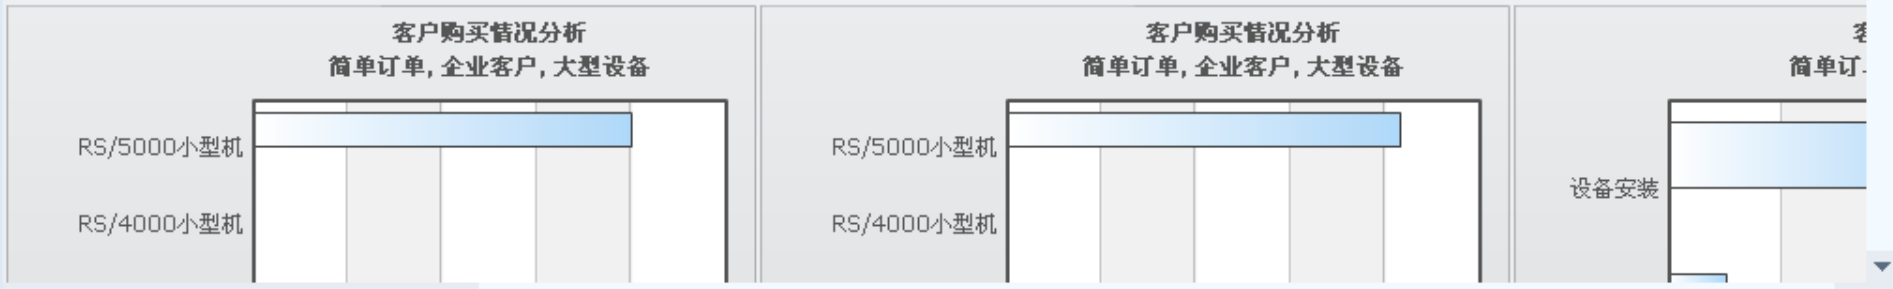 客户购买情况分析
简单订单, 企业客户, 大型设备
RS/5000小型机
RS/4000小型机
客户购买情况分析
简单订单, 企业客户, 大型设备
RS/5000小型机
RS/4000小型机
简单订
设备安装